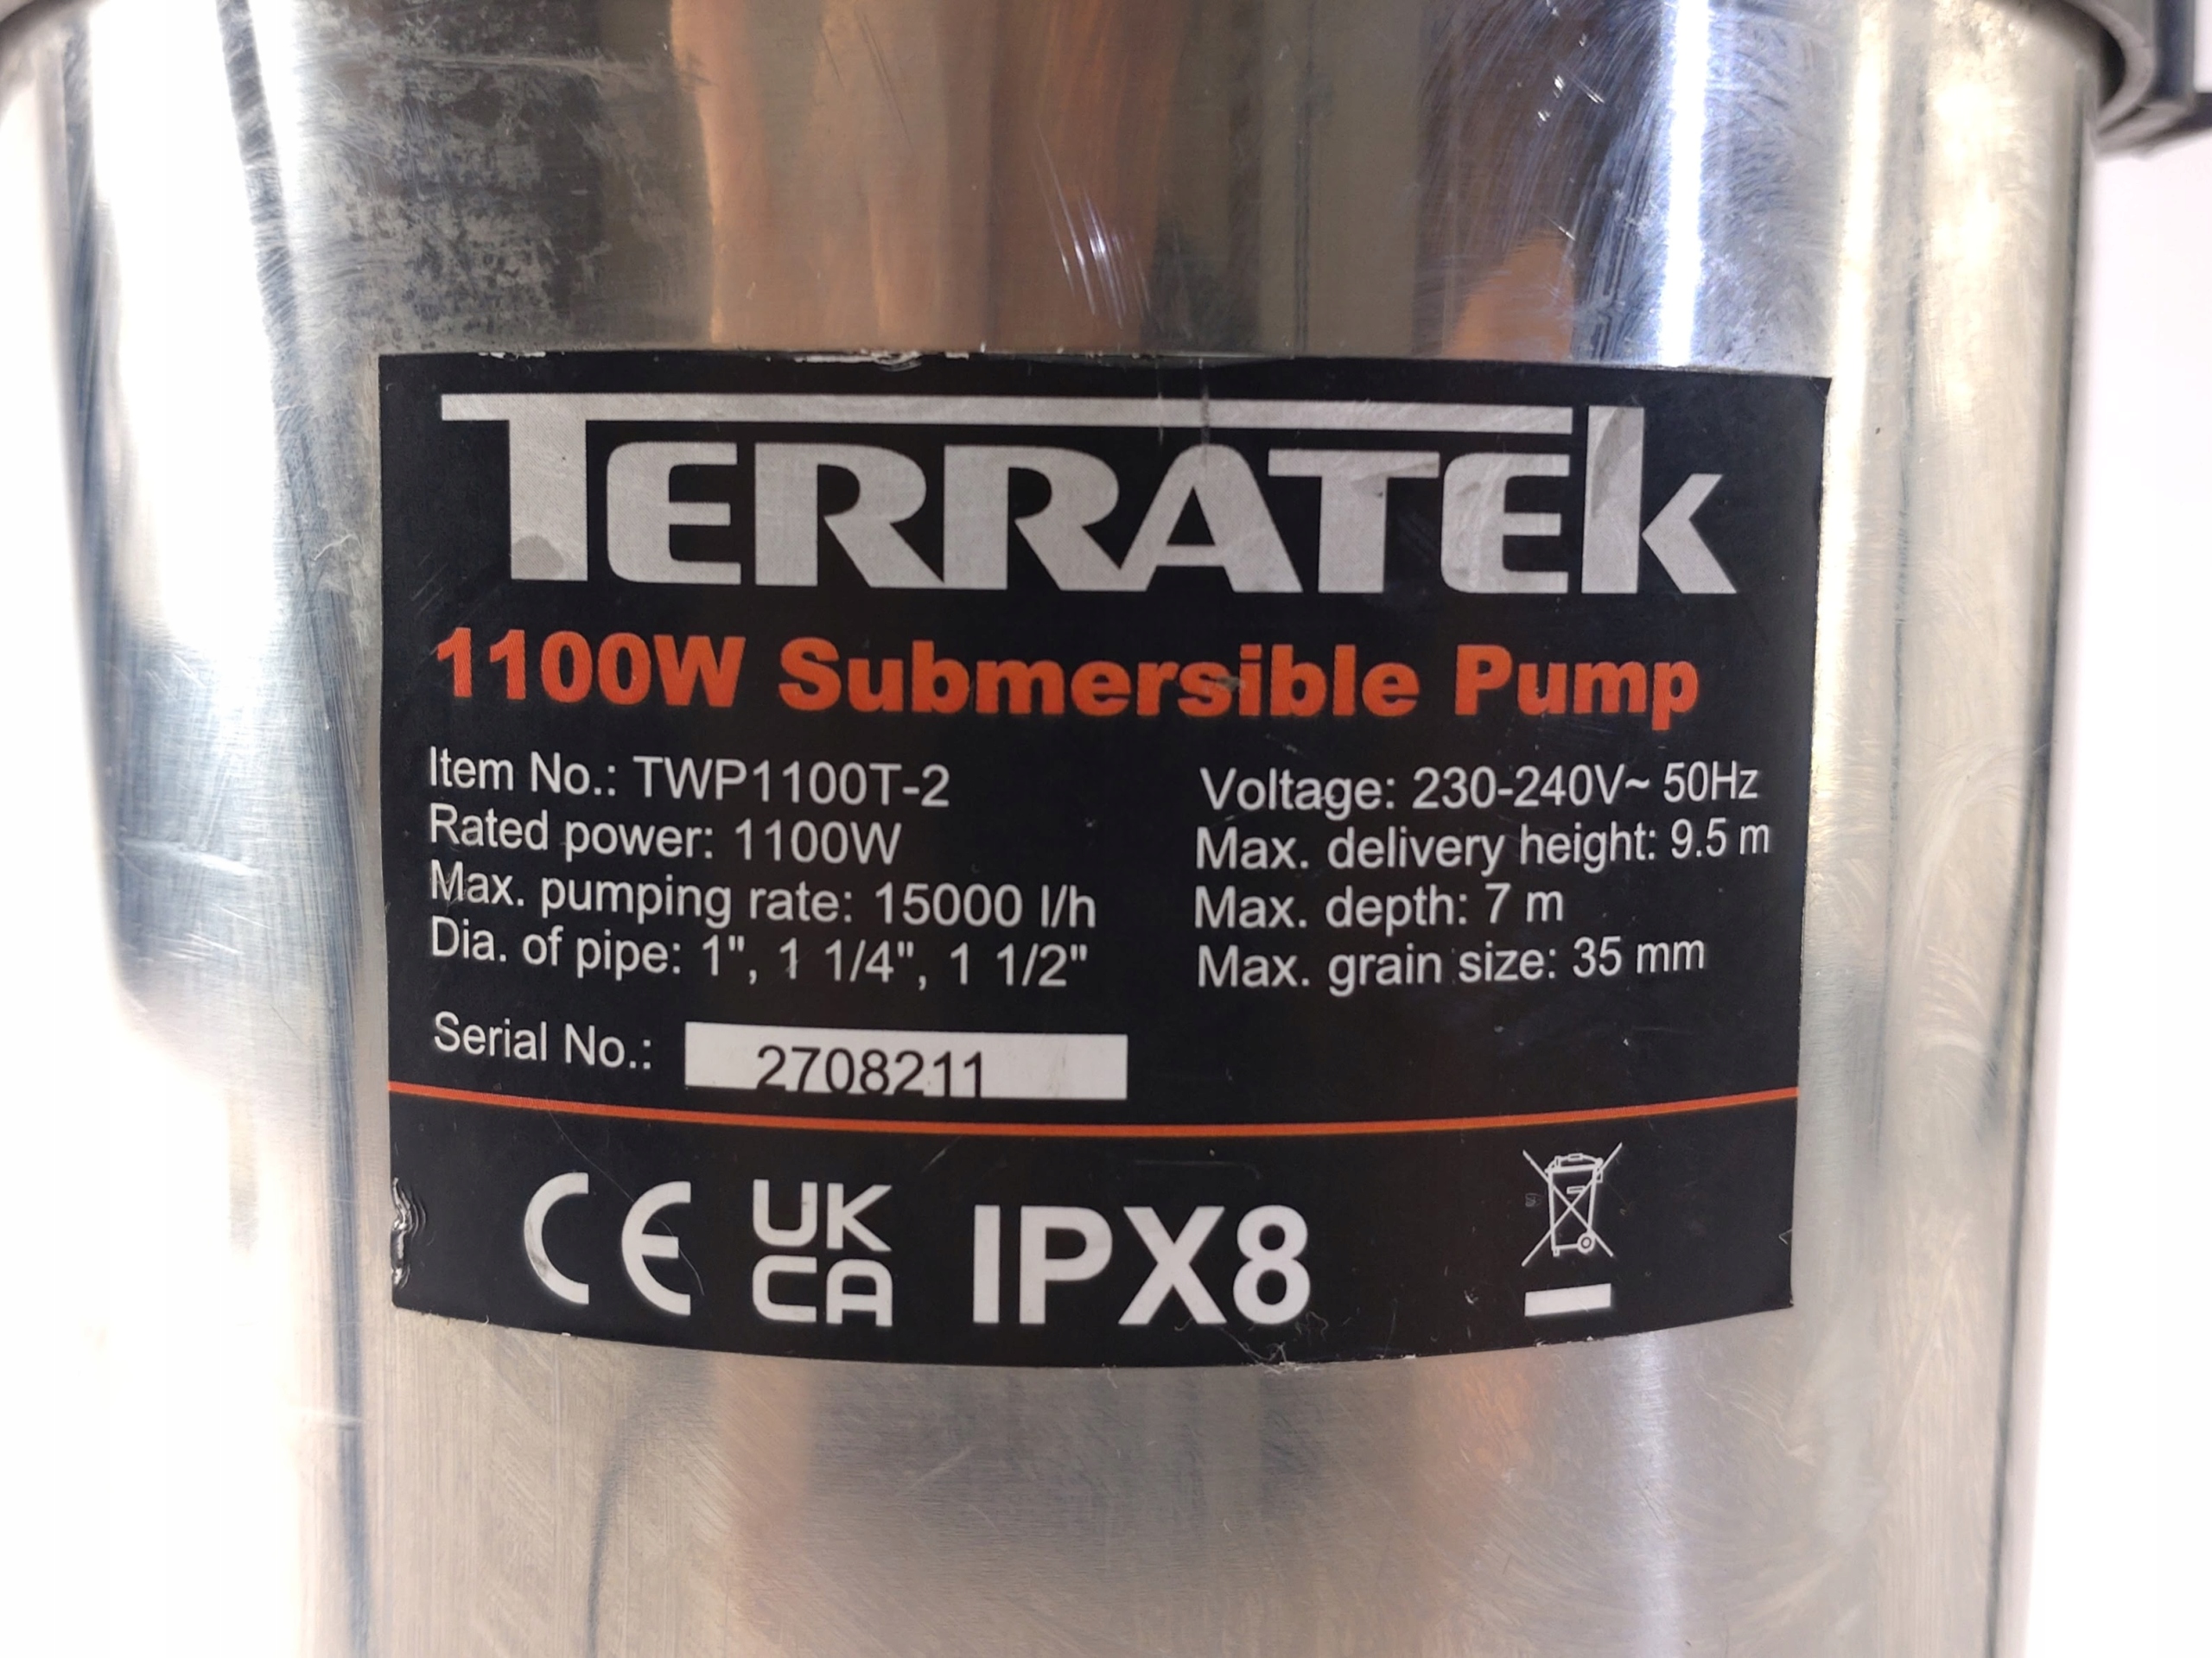 TERRATEK
1100W Submersible Pump
Item No.: TWP1100T-2
Rated power: 1100W
Max. pumping rate: 15000 l/h
Dia. of pipe: 1", 1 1/4", 1 1/2"
Voltage: 230-240V~ 50Hz
Max. delivery height: 9.5 m
Max. depth: 7 m
Max. grain size: 35 mm
Serial No.: 2708211
CE UK CA IPX8